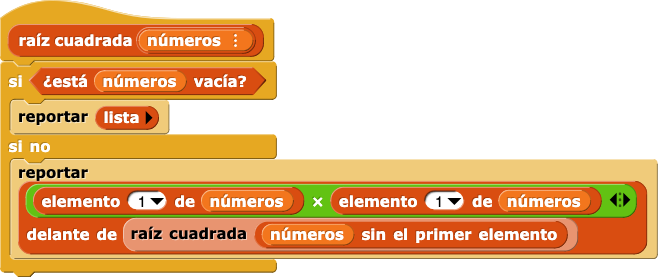 raíz cuadrada números ⋮
si ¿está números vacía?
reportar lista
si no
reportar
elemento 1 de números × elemento 1 de números
delante de raíz cuadrada números sin el primer elemento